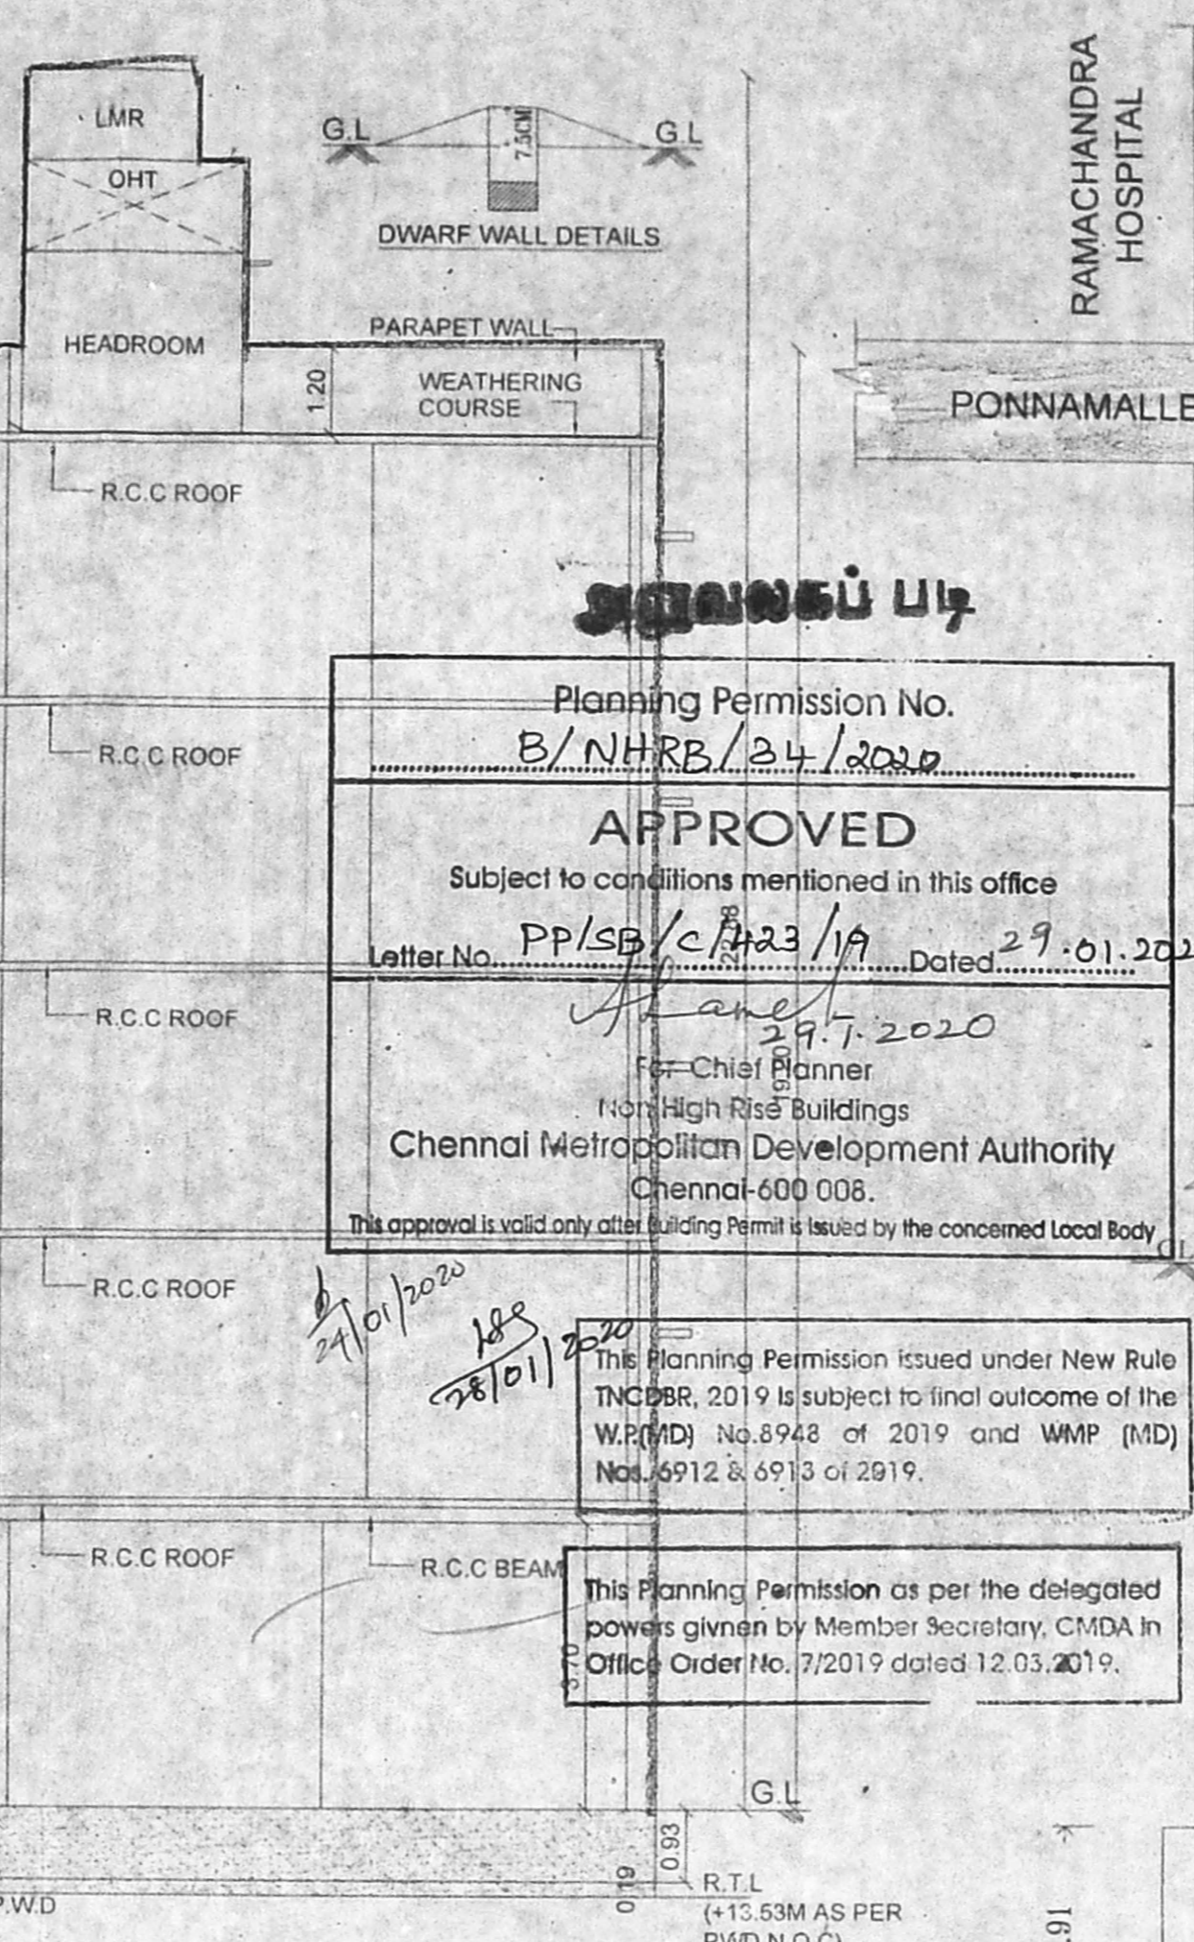 LMR
OHT
HEADROOM
G.L
G.L
7.5CM
DWARF WALL DETAILS
RAMACHANDRA
HOSPITAL
PARAPET WALL
1.20
WEATHERING
COURSE
PONNAMALLE
R.C.C ROOF
அலுவலகப் படி
Planning Permission No.
B/NHRB/34/2020
R.C.C ROOF
APPROVED
Subject to conditions mentioned in this office
Letter No. PP/SB/C/423/19 Dated 29.01.202
R.C.C ROOF
29.1.2020
For Chief Planner
Non High Rise Buildings
Chennai Metropolitan Development Authority
Chennai-600 008.
This approval is valid only after Building Permit is issued by the concerned Local Body
R.C.C ROOF
24/01/2020
28/01/2020
This Planning Permission issued under New Rule
TNCDBR, 2019 is subject to final outcome of the
W.P.(MD) No.8948 of 2019 and WMP (MD)
Nos. 6912 & 6913 of 2019.
R.C.C ROOF
R.C.C BEAM
This Planning Permission as per the delegated
powers givnen by Member Secretary, CMDA in
Office Order No. 7/2019 dated 12.03.2019.
3.70
G.L
0.93
0.19
R.T.L
(+13.53M AS PER
PWD N.O.C)
P.W.D
.91